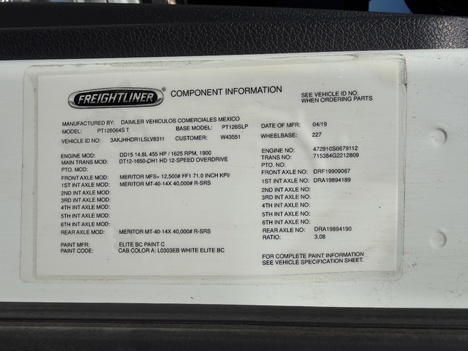 FREIGHTLINER COMPONENT INFORMATION SEE VEHICLE RECORDS
WHEN ORDERING PARTS
MANUFACTURED BY: DAIMLER VEHICULOS COMERCIALES MEXICO DATE OF MFR: 04/19
MODEL: PT126064S T BASE MODEL: PT126SLP WHEELBASE: 227
VEHICLE ID NO.: 3AKJHHDR1LSLV8311 CUSTOMER: W43551
ENGINE MOD: DD15 14.8L 455 HP / 1625 RPM, 1900 ENGINE NO: 472910S0679112
MAIN TRANS MOD: DT12-1650-DH1 HD 12-SPEED OVERDRIVE TRANS NO: 715384G2212809
PTO MOD: PTO. NO:
FRONT AXLE MOD: MERITOR MFS+ 12,500# FF1 71.0 INCH KPI/ FRONT AXLE NO: DRF19909067
1ST INT AXLE MOD: MERITOR MT-40-14X 40,000# R-SRS 1ST INT AXLE NO: DRA19894189
2ND INT AXLE MOD: 2ND INT AXLE NO:
3RD INT AXLE MOD: 3RD INT AXLE NO:
4TH INT AXLE MOD: 4TH INT AXLE NO:
5TH INT AXLE MOD: 5TH INT AXLE NO:
6TH INT AXLE MOD: 6TH INT AXLE NO:
REAR AXLE MOD: MERITOR MT-40-14X 40,000# R-SRS REAR AXLE NO: DRA19894190
RATIO: 3.08
PAINT MFR: ELITE BC PAINT C
PAINT CODE: CAB COLOR A: L0303EB WHITE ELITE BC FOR COMPLETE PAINT INFORMATION
SEE VEHICLE SPECIFICATION SHEET.